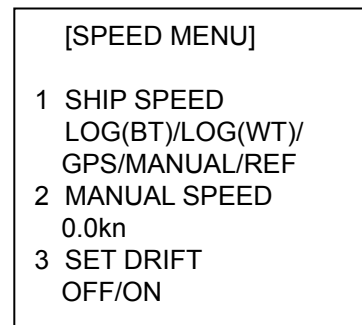 [SPEED MENU]
1 SHIP SPEED
LOG(BT)/LOG(WT)/
GPS/MANUAL/REF
2 MANUAL SPEED
0.0kn
3 SET DRIFT
OFF/ON